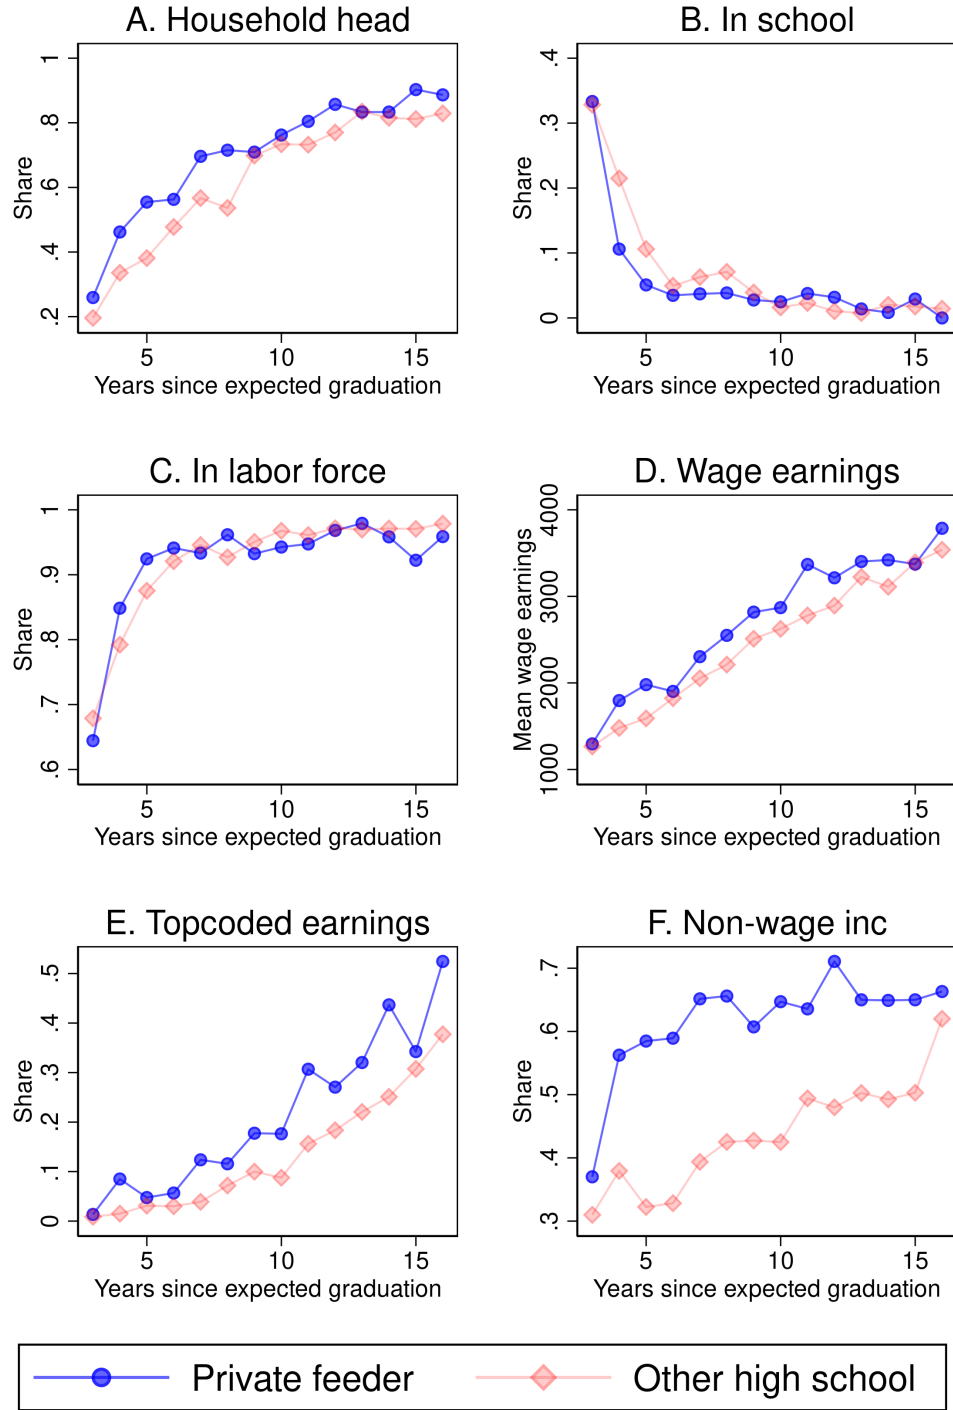 A. Household head
Share
1
.8
.6
.4
.2
5 10 15
Years since expected graduation
B. In school
Share
.4
.3
.2
.1
0
5 10 15
Years since expected graduation
C. In labor force
Share
1
.9
.8
.7
.6
5 10 15
Years since expected graduation
D. Wage earnings
Mean wage earnings
4000
3000
2000
1000
5 10 15
Years since expected graduation
E. Topcoded earnings
Share
.5
.4
.3
.2
.1
0
5 10 15
Years since expected graduation
F. Non-wage inc
Share
.7
.6
.5
.4
.3
5 10 15
Years since expected graduation
Private feeder Other high school